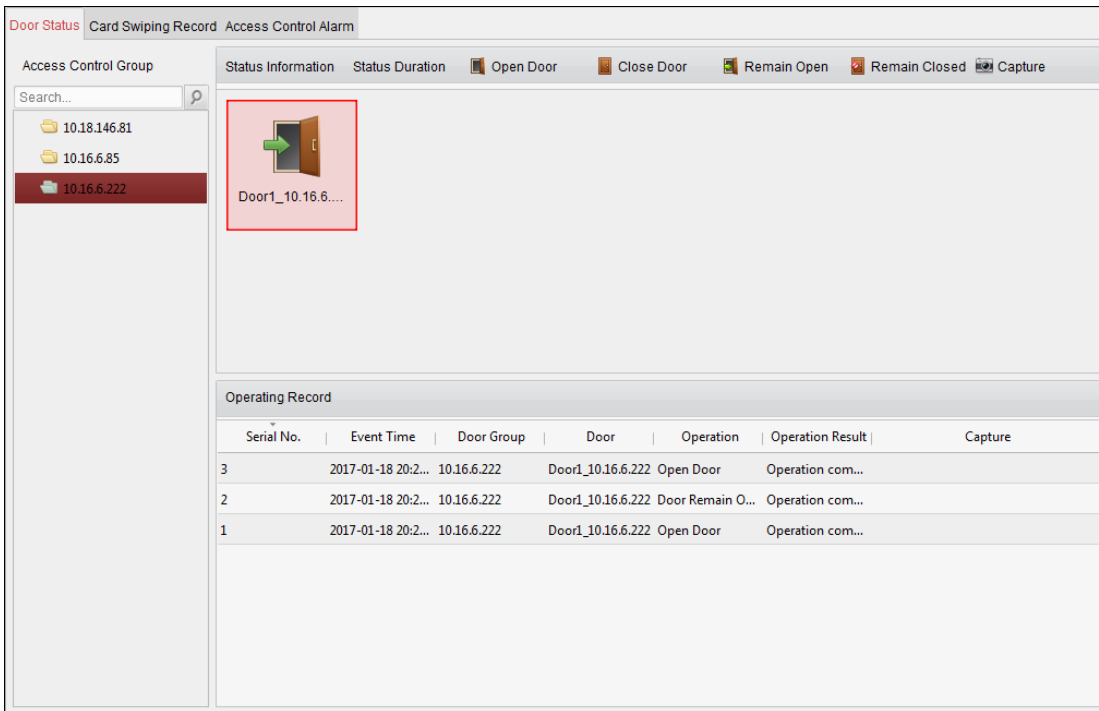 Door Status Card Swiping Record Access Control Alarm
Access Control Group
Search...
10.18.146.81
10.16.6.85
10.16.6.222
Status Information Status Duration Open Door Close Door Remain Open Remain Closed Capture
Door1_10.16.6....
Operating Record
Serial No. Event Time Door Group Door Operation Operation Result Capture
3 2017-01-18 20:2... 10.16.6.222 Door1_10.16.6.222 Open Door Operation com...
2 2017-01-18 20:2... 10.16.6.222 Door1_10.16.6.222 Door Remain O... Operation com...
1 2017-01-18 20:2... 10.16.6.222 Door1_10.16.6.222 Open Door Operation com...